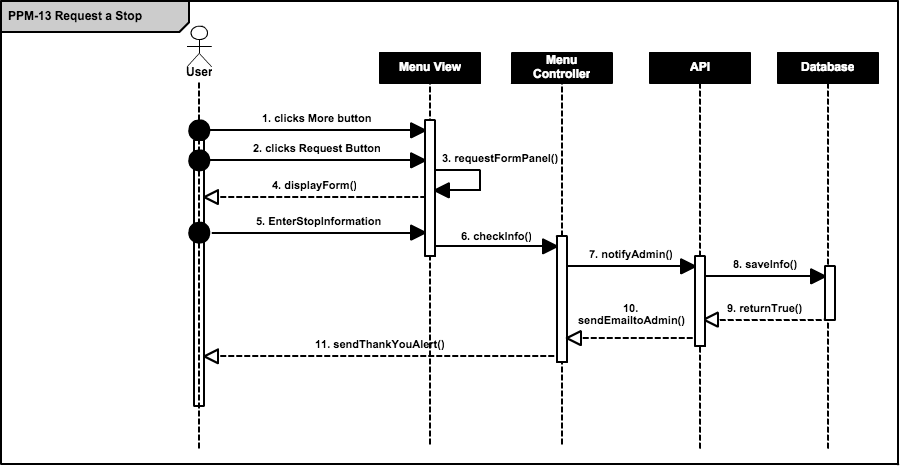 PPM-13 Request a Stop
User
Menu View
Menu
Controller
API
Database
1. clicks More button
2. clicks Request Button
3. requestFormPanel()
4. displayForm()
5. EnterStopInformation
6. checkInfo()
7. notifyAdmin()
8. saveInfo()
9. returnTrue()
10.
sendEmailtoAdmin()
11. sendThankYouAlert()